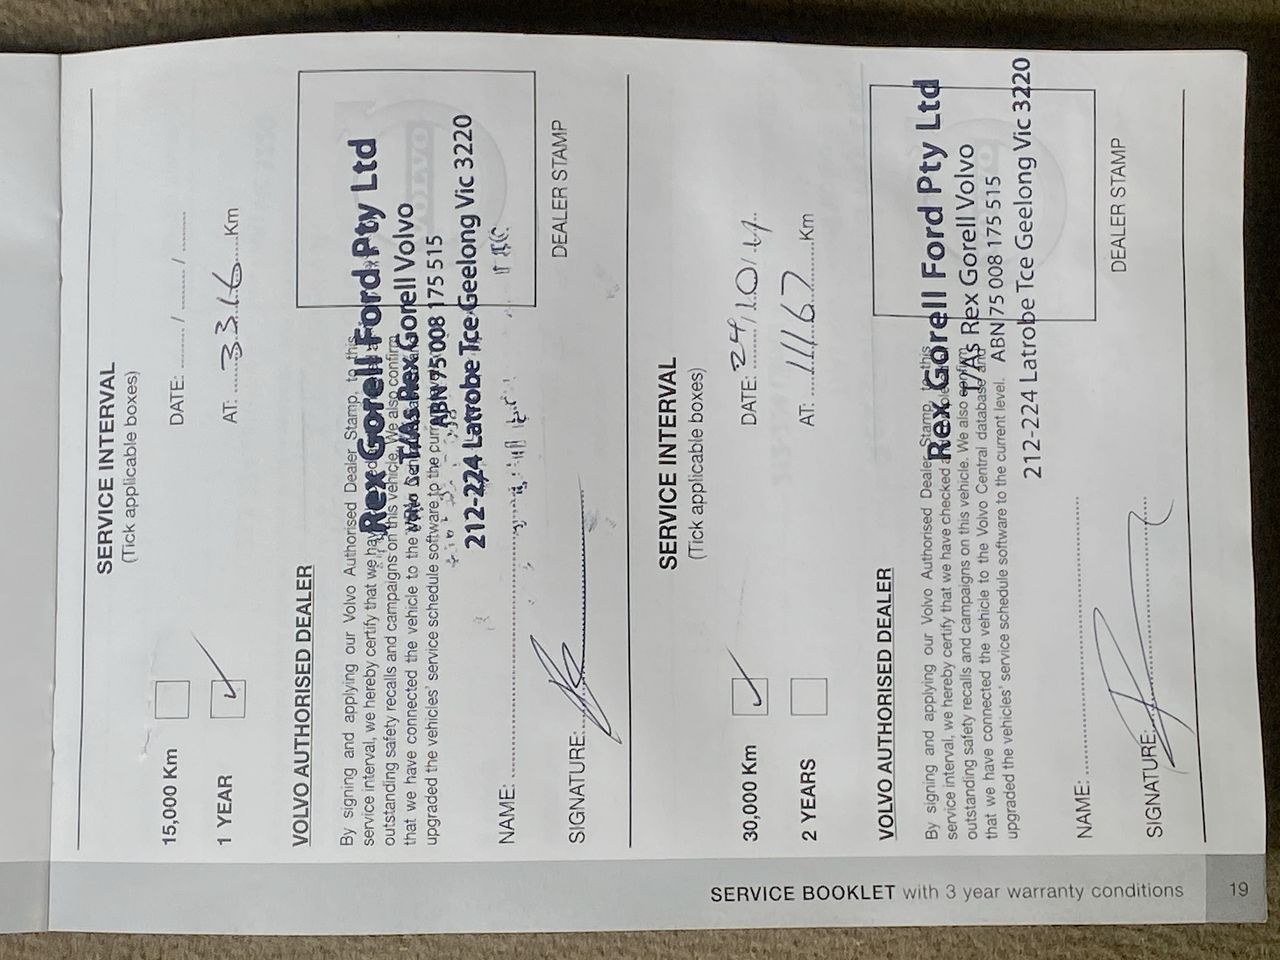 SERVICE INTERVAL
(Tick applicable boxes)
15,000 Km DATE: ......../......../........
1 YEAR ✓ AT: 3316 Km
VOLVO AUTHORISED DEALER
By signing and applying our Volvo Authorised Dealer Stamp, to this
service interval, we hereby certify that we have
outstanding safety recalls and campaigns on this vehicle. We also confirm
that we have connected the vehicle to the Volvo
upgraded the vehicles' service schedule software to the
Rex Gorell Ford Pty Ltd
T/As Rex Gorell Volvo
ABN 75 008 175 515
212-224 Latrobe Tce Geelong Vic 3220
NAME:
SIGNATURE:
DEALER STAMP
SERVICE INTERVAL
(Tick applicable boxes)
30,000 Km ✓ DATE: 24/10/14
2 YEARS AT: 11167 Km
VOLVO AUTHORISED DEALER
By signing and applying our Volvo Authorised Dealer Stamp, to this
service interval, we hereby certify that we have checked
outstanding safety recalls and campaigns on this vehicle. We also confirm
that we have connected the vehicle to the Volvo Central database and
upgraded the vehicles' service schedule software to the current level.
Rex Gorell Ford Pty Ltd
T/As Rex Gorell Volvo
ABN 75 008 175 515
212-224 Latrobe Tce Geelong Vic 3220
NAME:
SIGNATURE:
DEALER STAMP
SERVICE BOOKLET with 3 year warranty conditions 19